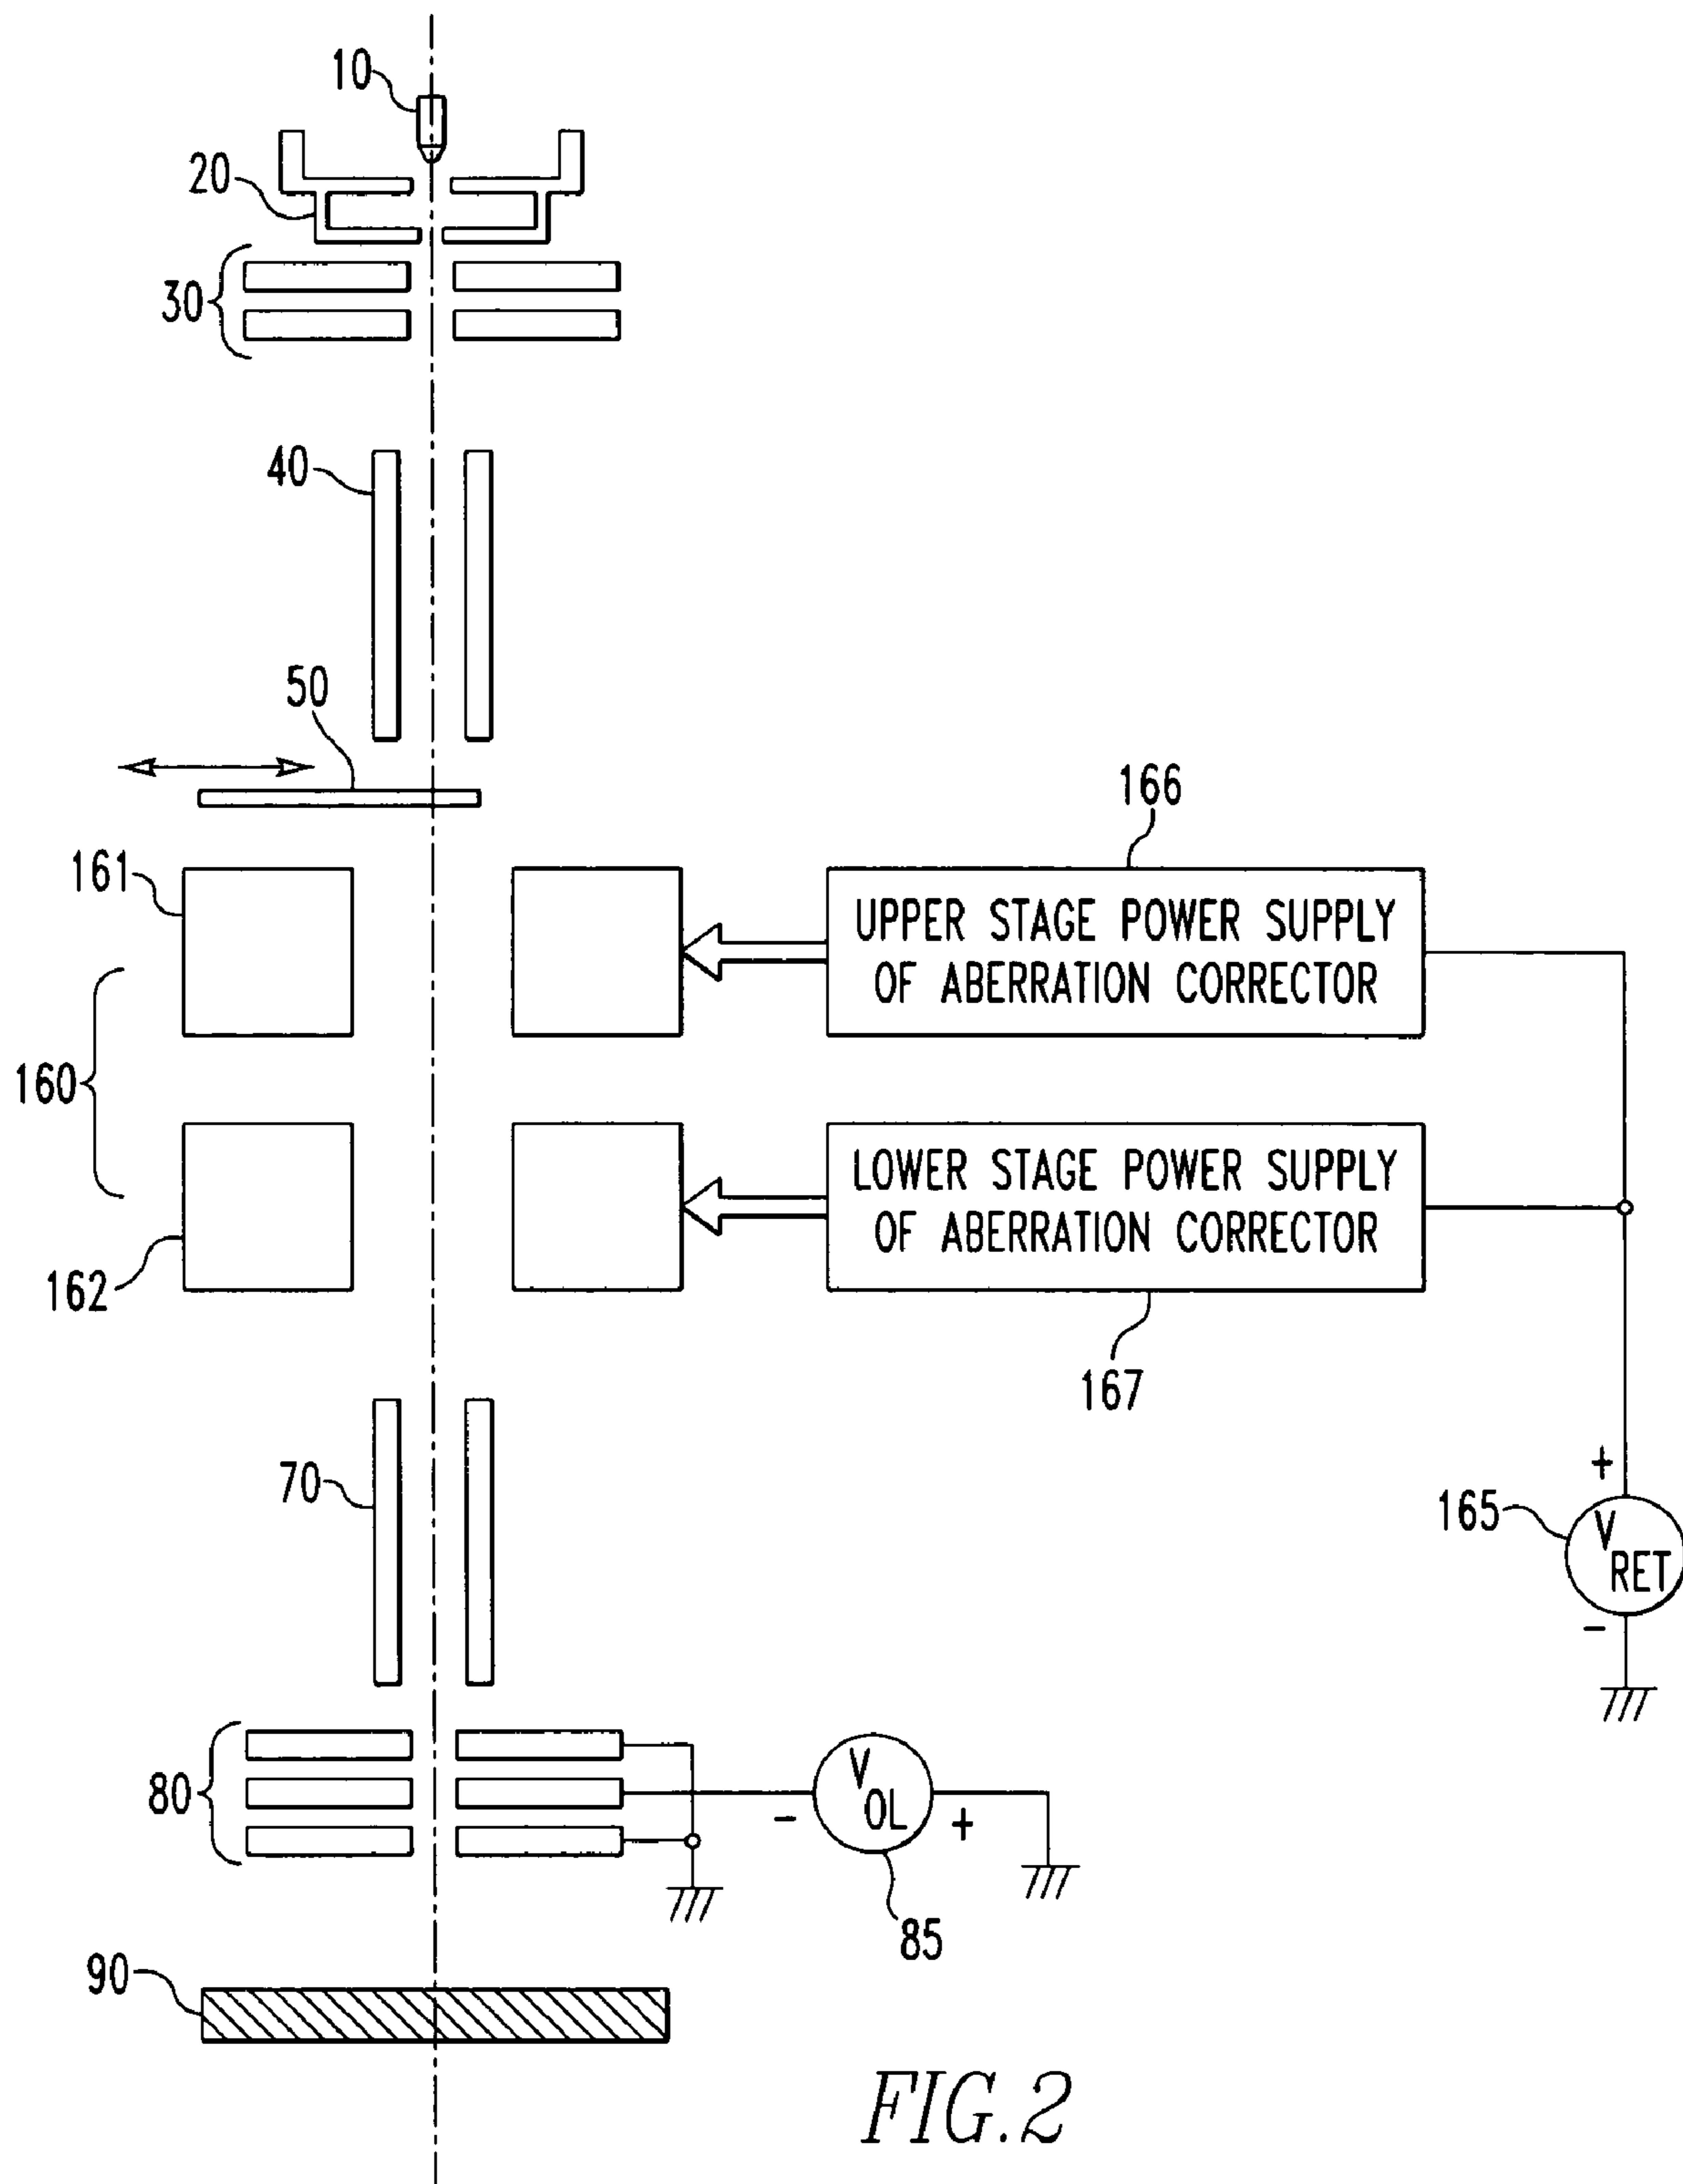 10
20
30
40
50
166
161
UPPER STAGE POWER SUPPLY
OF ABERRATION CORRECTOR
160
LOWER STAGE POWER SUPPLY
OF ABERRATION CORRECTOR
162
167
70
+
165
V RET
-
80
V OL
-
+
85
90
FIG.2